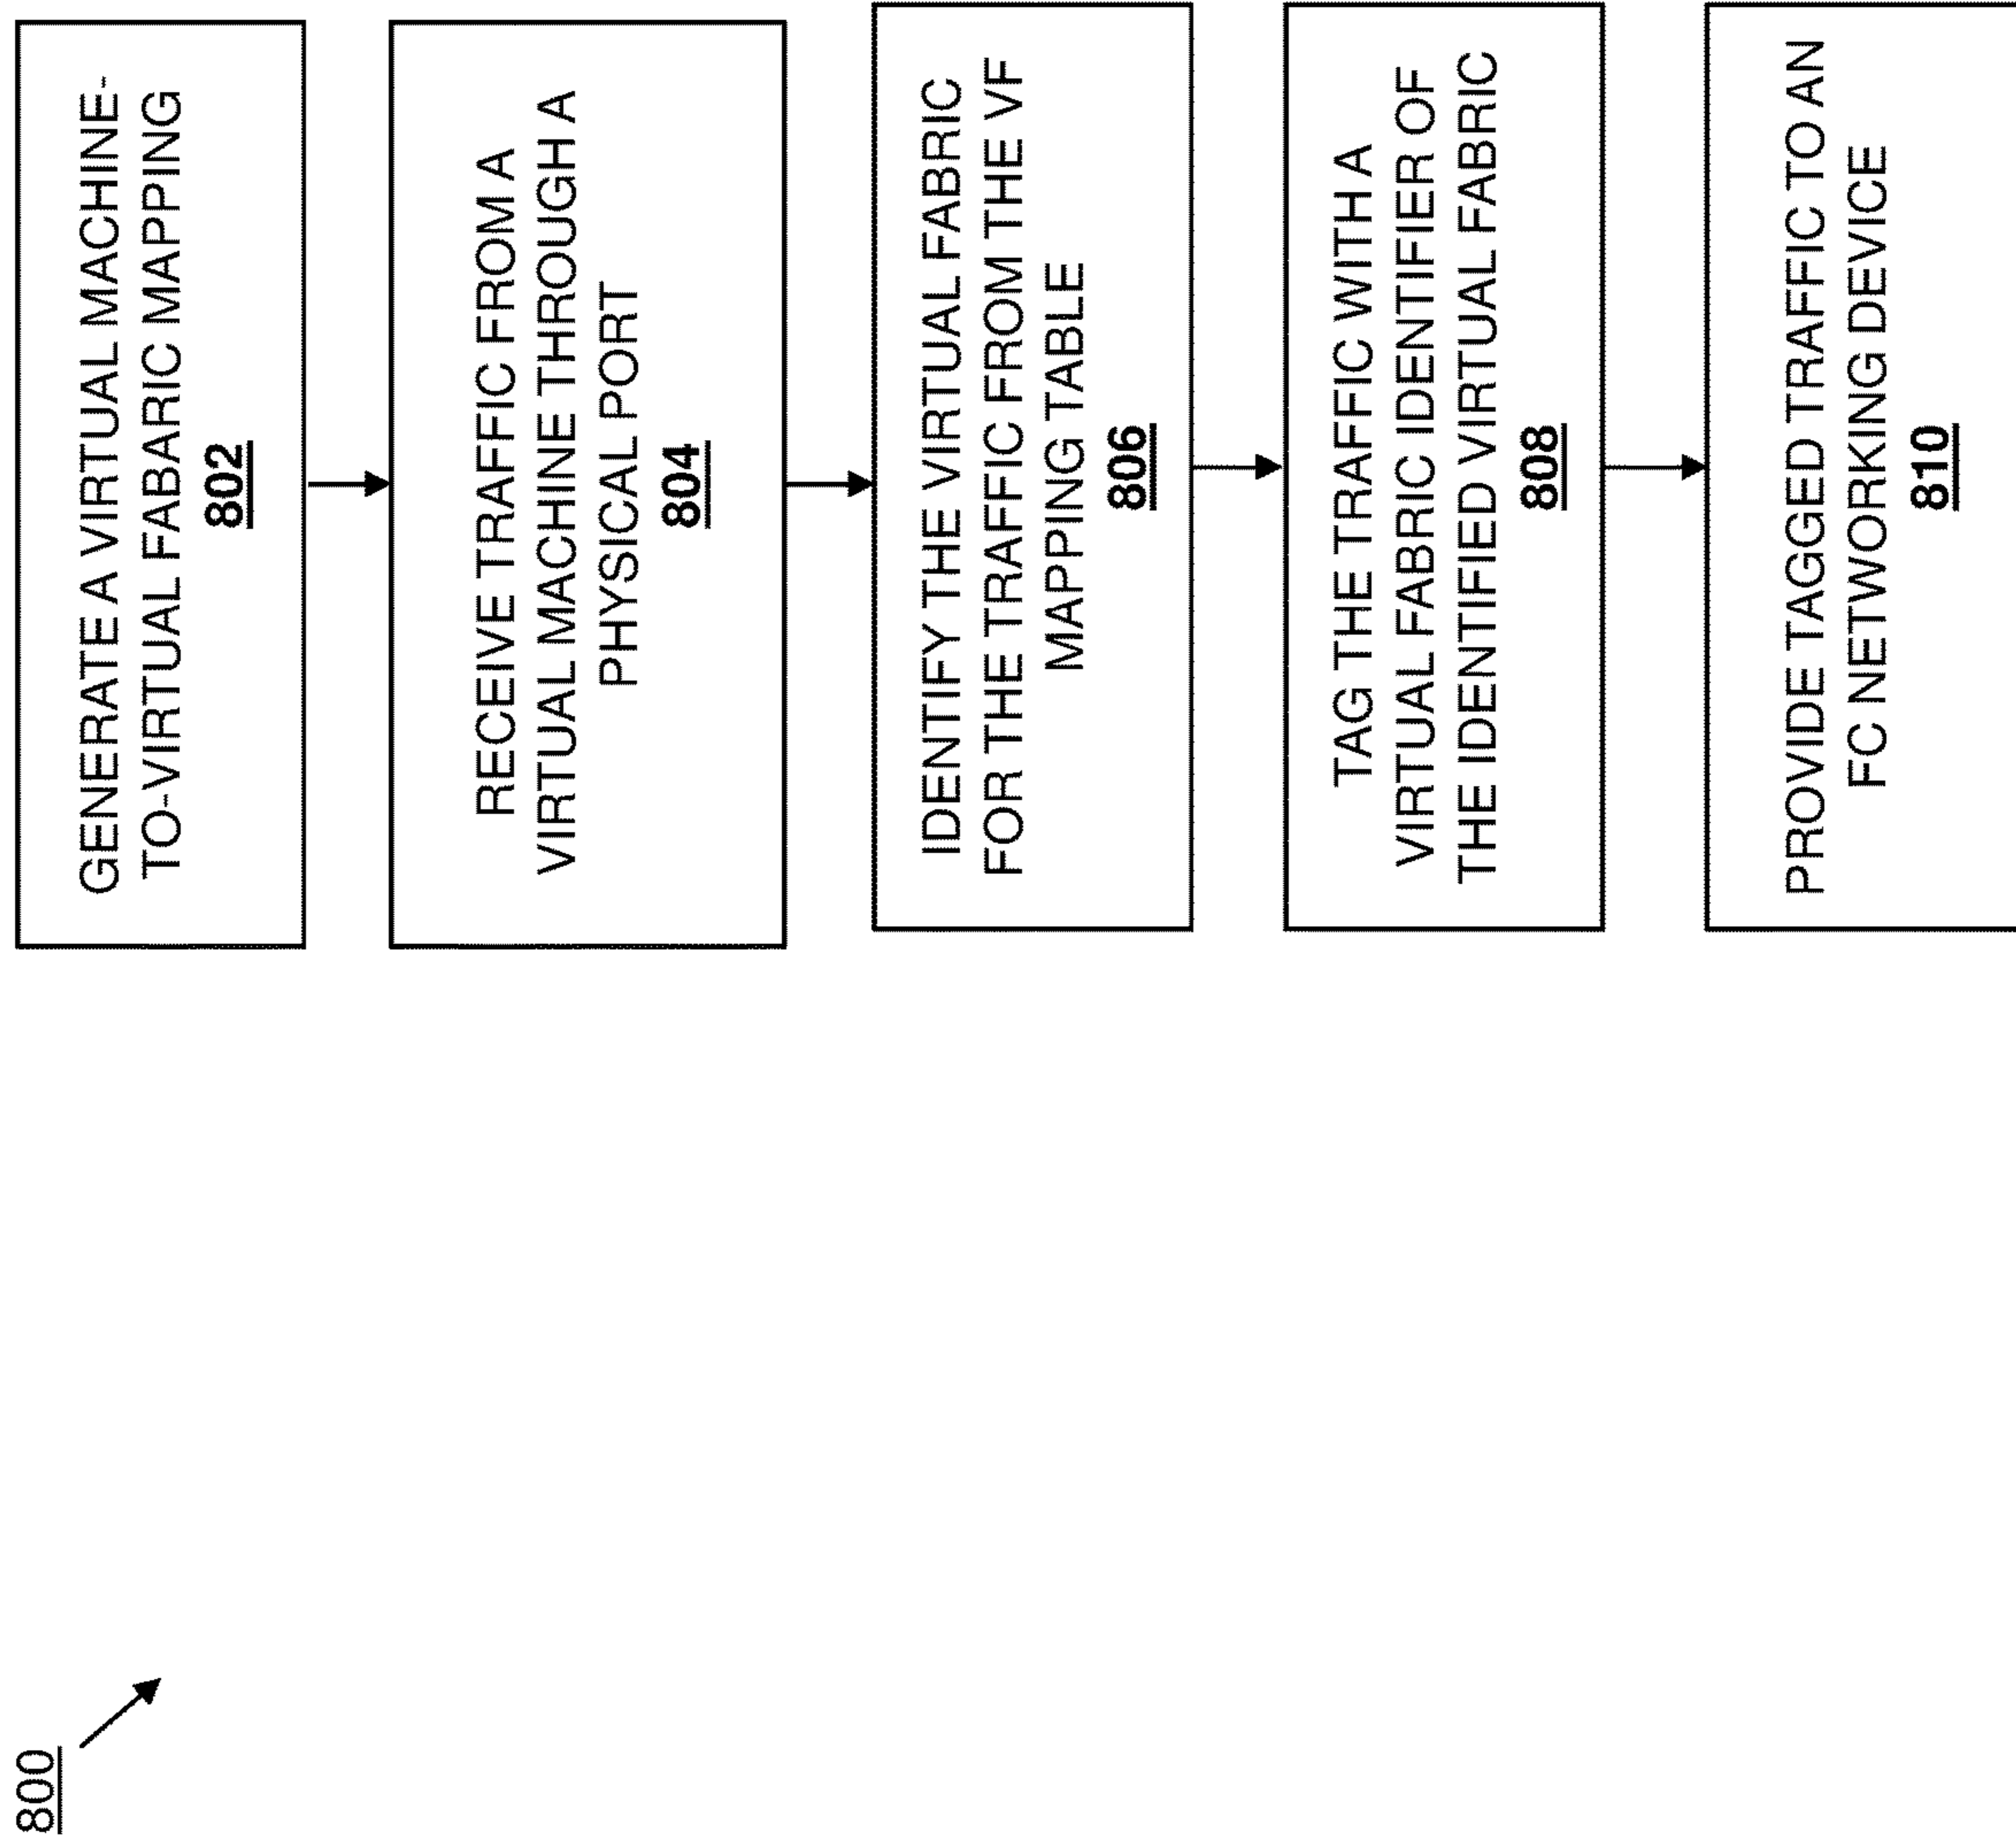 800
GENERATE A VIRTUAL MACHINE-
TO-VIRTUAL FABARIC MAPPING
802
RECEIVE TRAFFIC FROM A
VIRTUAL MACHINE THROUGH A
PHYSICAL PORT
804
IDENTIFY THE VIRTUAL FABRIC
FOR THE TRAFFIC FROM THE VF
MAPPING TABLE
806
TAG THE TRAFFIC WITH A
VIRTUAL FABRIC IDENTIFIER OF
THE IDENTIFIED VIRTUAL FABRIC
808
PROVIDE TAGGED TRAFFIC TO AN
FC NETWORKING DEVICE
810